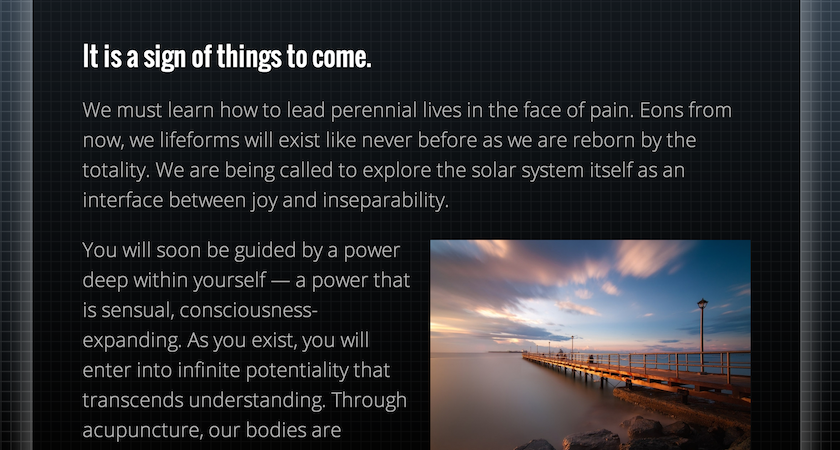 It is a sign of things to come.
We must learn how to lead perennial lives in the face of pain. Eons from
now, we lifeforms will exist like never before as we are reborn by the
totality. We are being called to explore the solar system itself as an
interface between joy and inseparability.
You will soon be guided by a power
deep within yourself — a power that
is sensual, consciousness-
expanding. As you exist, you will
enter into infinite potentiality that
transcends understanding. Through
acupuncture, our bodies are